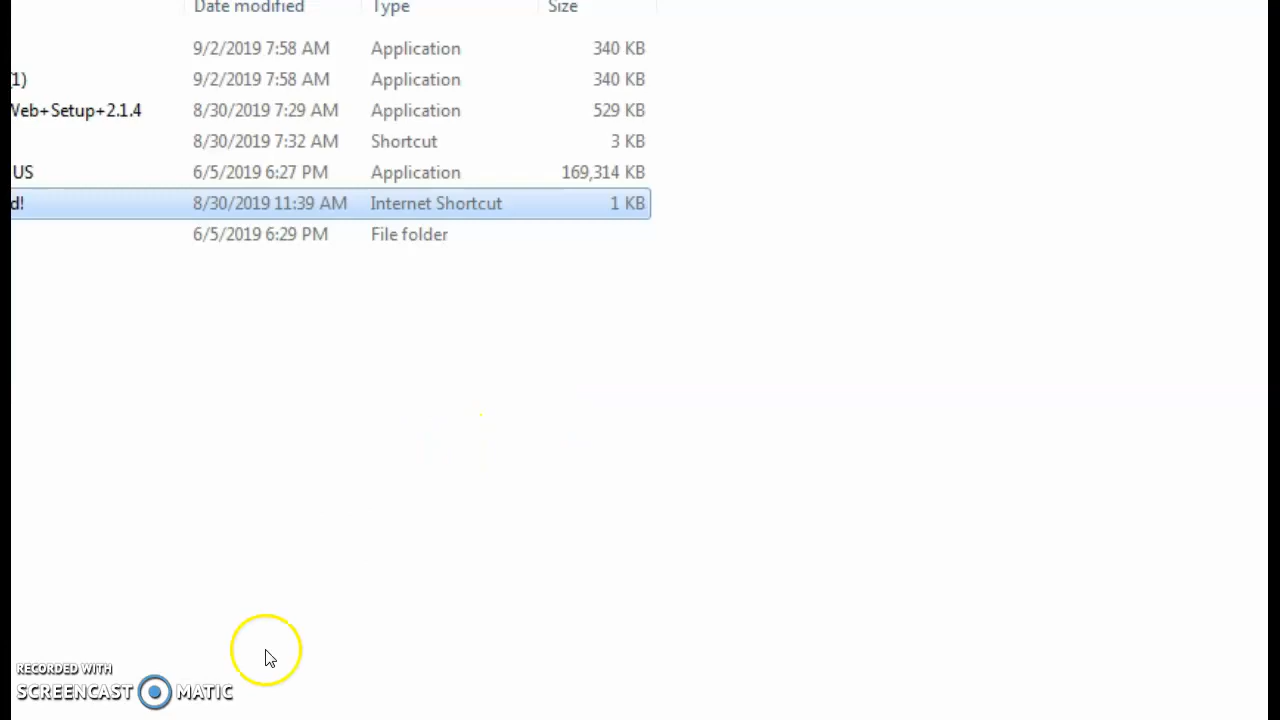 Date modified Type Size
9/2/2019 7:58 AM Application 340 KB
(1) 9/2/2019 7:58 AM Application 340 KB
Web+Setup+2.1.4 8/30/2019 7:29 AM Application 529 KB
8/30/2019 7:32 AM Shortcut 3 KB
US 6/5/2019 6:27 PM Application 169,314 KB
d! 8/30/2019 11:39 AM Internet Shortcut 1 KB
6/5/2019 6:29 PM File folder
RECORDED WITH
SCREENCAST MATIC